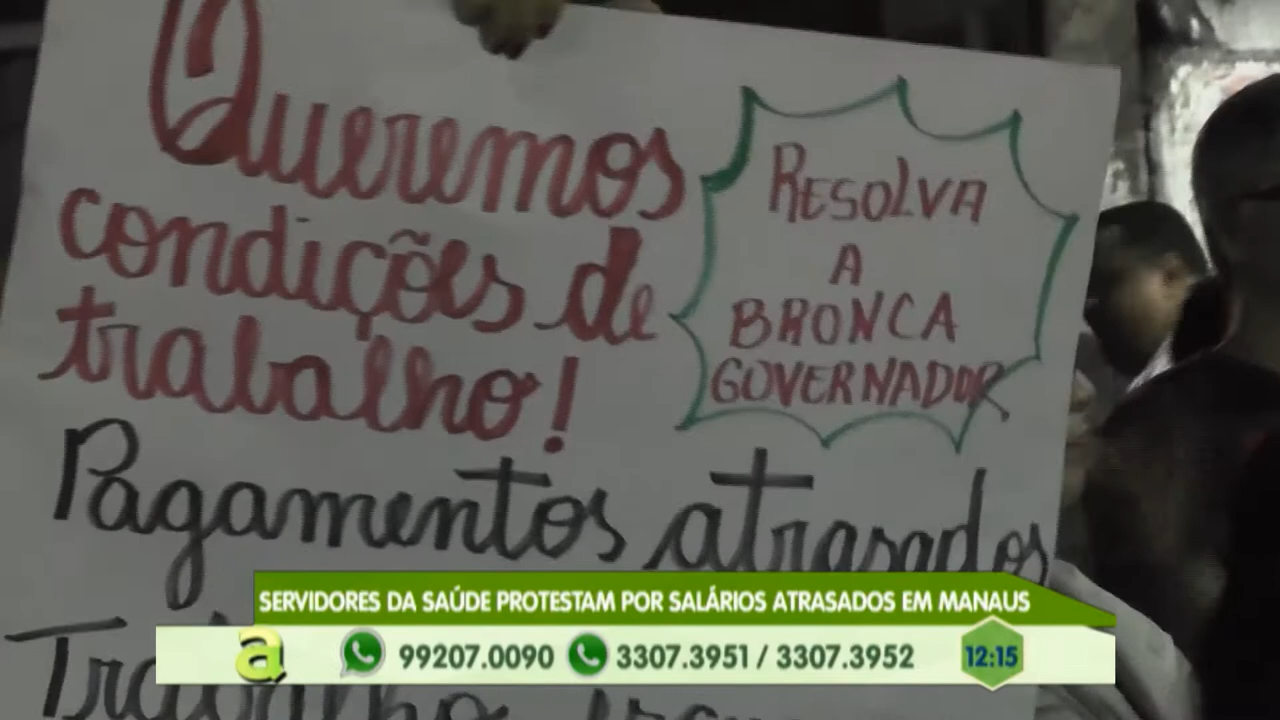 Queremos
condições de
trabalho!
RESOLVA
A
BRONCA
GOVERNADOR
Pagamentos atrasados
SERVIDORES DA SAÚDE PROTESTAM POR SALÁRIOS ATRASADOS EM MANAUS
a 99207.0090 3307.3951 / 3307.3952 12:15